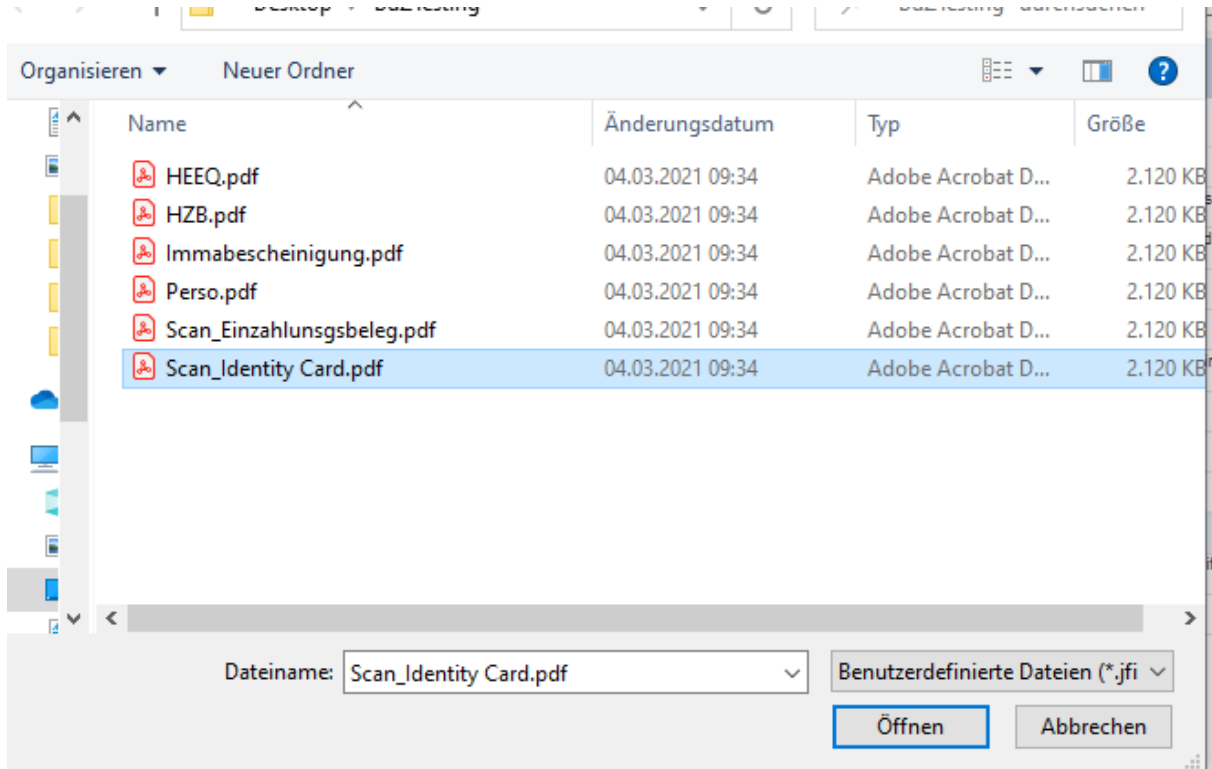 Desktop
Organisieren Neuer Ordner
Name Änderungsdatum Typ Größe
HEEQ.pdf 04.03.2021 09:34 Adobe Acrobat D... 2.120 KB
HZB.pdf 04.03.2021 09:34 Adobe Acrobat D... 2.120 KB
Immabescheinigung.pdf 04.03.2021 09:34 Adobe Acrobat D... 2.120 KB
Perso.pdf 04.03.2021 09:34 Adobe Acrobat D... 2.120 KB
Scan_Einzahlunsgsbeleg.pdf 04.03.2021 09:34 Adobe Acrobat D... 2.120 KB
Scan_Identity Card.pdf 04.03.2021 09:34 Adobe Acrobat D... 2.120 KB
Dateiname: Scan_Identity Card.pdf Benutzerdefinierte Dateien (*.jfi
Öffnen Abbrechen